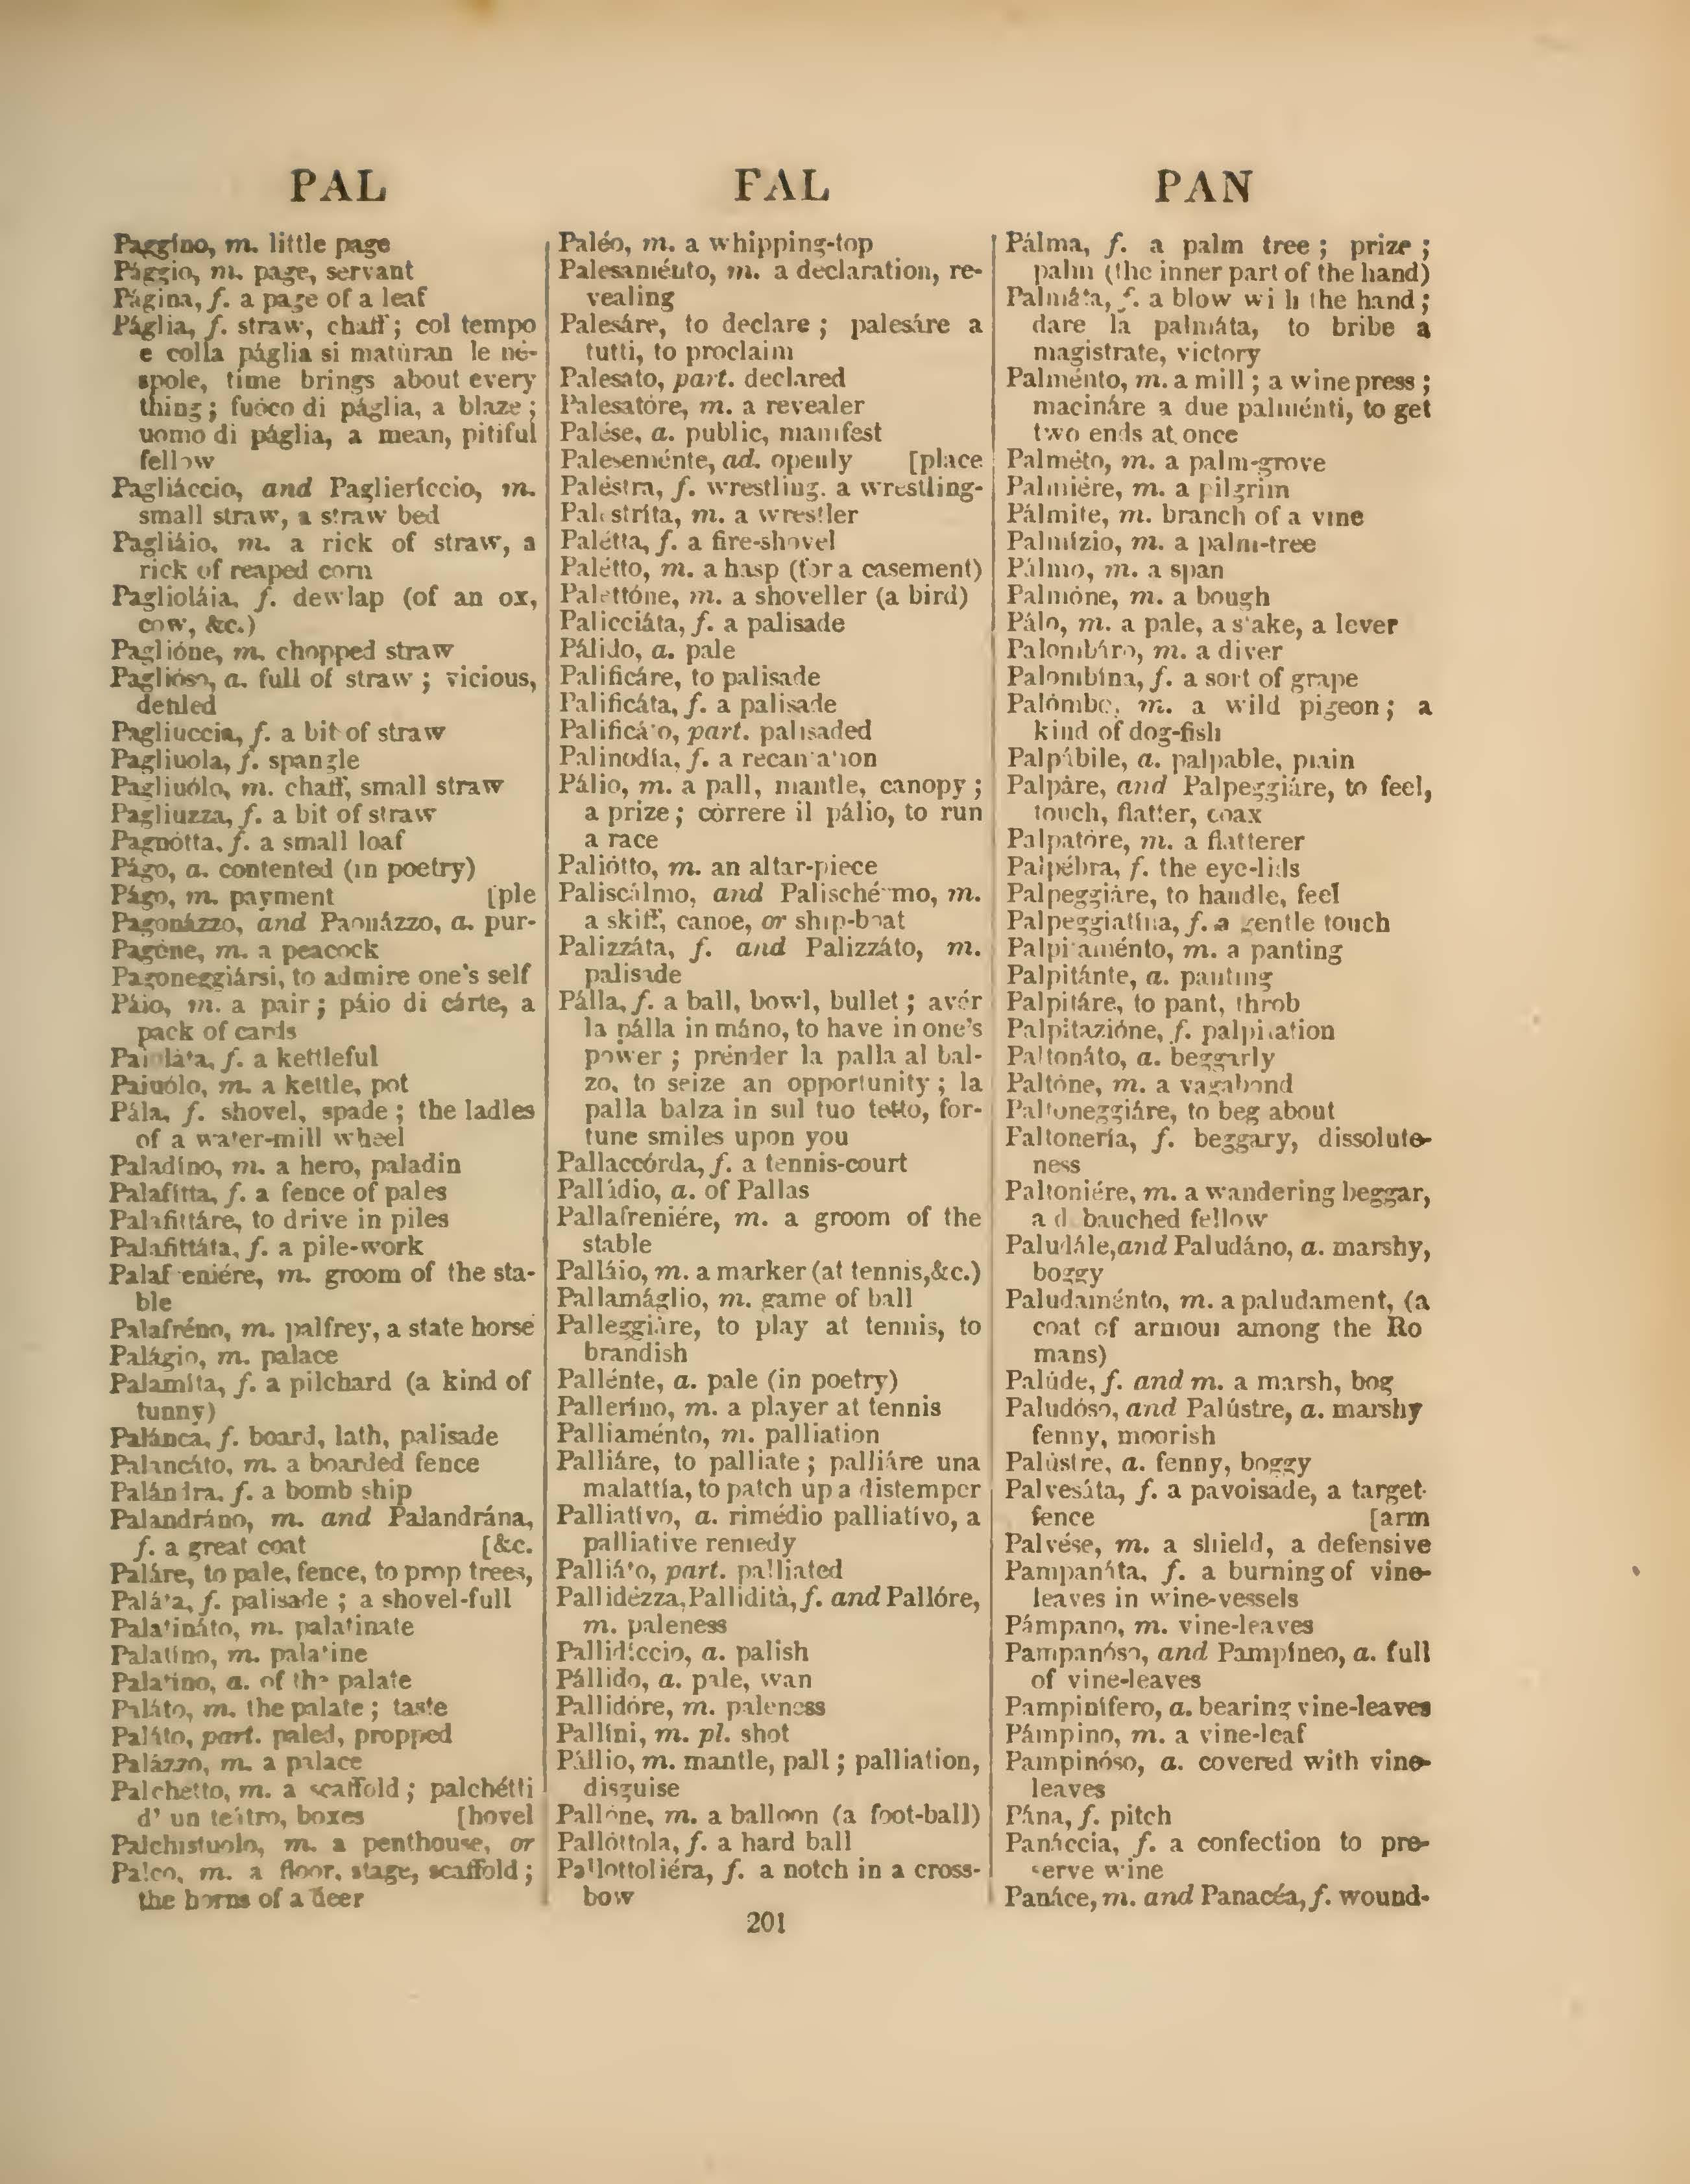 PAL
Paggíno, m. little page
Pággio, m. page, servant
Página, f. a page of a leaf
Páglia, f. straw, chaff; col tempo
e colla páglia si matúran le né-
spole, time brings about every
thing; fuóco di páglia, a blaze;
uomo di páglia, a mean, pitiful
fellow
Pagliáccio, and Paglieríccio, m.
small straw, a straw bed
Pagliáio, m. a rick of straw, a
rick of reaped corn
Paglioláia, f. dewlap (of an ox,
cow, &c.)
Paglióne, m. chopped straw
Paglióso, a. full of straw; vicious,
defiled
Pagliuccia, f. a bit of straw
Pagliuola, f. spangle
Pagliuólo, m. chaff, small straw
Pagliuzza, f. a bit of straw
Pagnótta, f. a small loaf
Págo, a. contented (in poetry)
Págo, m. payment [ple
Pagonázzo, and Paonázzo, a. pur-
Pagóne, m. a peacock
Pagoneggiársi, to admire one's self
Páio, m. a pair; páio di cárte, a
pack of cards
Paioláta, f. a kettleful
Paiuólo, m. a kettle, pot
Pála, f. shovel, spade; the ladles
of a water-mill wheel
Paladíno, m. a hero, paladin
Palafítta, f. a fence of pales
Palafittáre, to drive in piles
Palafittáta, f. a pile-work
Palafreniére, m. groom of the sta-
ble
Palafréno, m. palfrey, a state horse
Palágio, m. palace
Palamíta, f. a pilchard (a kind of
tunny)
Palánca, f. board, lath, palisade
Palancáto, m. a boarded fence
Palándra, f. a bomb ship
Palandráno, m. and Palandrána,
f. a great coat [&c.
Paláre, to pale, fence, to prop trees,
Paláta, f. palisade; a shovel-full
Palatináto, m. palatinate
Palatíno, m. palatine
Palatino, a. of the palate
Paláto, m. the palate; taste
Paláto, part. paled, propped
Palázzo, m. a palace
Palchetto, m. a scaffold; palchétti
d' un teátro, boxes [hovel
Palchistuolo, m. a penthouse, or
Palco, m. a floor, stage, scaffold;
the horns of a deer
FAL
Paléo, m. a whipping-top
Palesaménto, m. a declaration, re-
vealing
Palesáre, to declare; palesáre a
tutti, to proclaim
Palesato, part. declared
Palesatóre, m. a revealer
Palése, a. public, manifest
Paleseménte, ad. openly [place
Paléstra, f. wrestling, a wrestling-
Palestríta, m. a wrestler
Palétta, f. a fire-shovel
Palétto, m. a hasp (for a casement)
Palettóne, m. a shoveller (a bird)
Palicciáta, f. a palisade
Pálido, a. pale
Palificáre, to palisade
Palificáta, f. a palisade
Palificáto, part. palisaded
Palinodía, f. a recantation
Pálio, m. a pall, mantle, canopy;
a prize; córrere il pálio, to run
a race
Paliótto, m. an altar-piece
Paliscálmo, and Palischérmo, m.
a skiff, canoe, or ship-boat
Palizzáta, f. and Palizzáto, m.
palisade
Pálla, f. a ball, bowl, bullet; avér
la pálla in máno, to have in one's
power; prénder la palla al bal-
zo, to seize an opportunity; la
palla balza in sul tuo tetto, for-
tune smiles upon you
Pallaccórda, f. a tennis-court
Palládio, a. of Pallas
Pallafreniére, m. a groom of the
stable
Palláio, m. a marker (at tennis, &c.)
Pallamáglio, m. game of ball
Palleggiáre, to play at tennis, to
brandish
Pallénte, a. pale (in poetry)
Palleríno, m. a player at tennis
Palliaménto, m. palliation
Palliáre, to palliate; palliáre una
malattía, to patch up a distemper
Palliatívo, a. rimédio palliatívo, a
palliative remedy
Palliáto, part. palliated
Pallidézza, Pallidità, f. and Pallóre,
m. paleness
Pallidíccio, a. palish
Pállido, a. pale, wan
Pallidóre, m. paleness
Pallíni, m. pl. shot
Pállio, m. mantle, pall; palliation,
disguise
Pallóne, m. a balloon (a foot-ball)
Pallóttola, f. a hard ball
Pallottoliéra, f. a notch in a cross-
bow
PAN
Pálma, f. a palm tree; prize;
palm (the inner part of the hand)
Palmáta, f. a blow with the hand;
dare la palmáta, to bribe a
magistrate, victory
Palménto, m. a mill; a wine press;
macináre a due palménti, to get
two ends at once
Palméto, m. a palm-grove
Palmiére, m. a pilgrim
Pálmite, m. branch of a vine
Palmízio, m. a palm-tree
Pálmo, m. a span
Palmóne, m. a bough
Pálo, m. a pale, a stake, a lever
Palombáro, m. a diver
Palombína, f. a sort of grape
Palómbo, m. a wild pigeon; a
kind of dog-fish
Palpábile, a. palpable, plain
Palpáre, and Palpeggiáre, to feel,
touch, flatter, coax
Palpatóre, m. a flatterer
Palpébra, f. the eye-lids
Palpeggiáre, to handle, feel
Palpeggiatína, f. a gentle touch
Palpitaménto, m. a panting
Palpitánte, a. panting
Palpitáre, to pant, throb
Palpitazióne, f. palpitation
Paltonáto, a. beggarly
Paltóne, m. a vagabond
Paltoneggiáre, to beg about
Paltonería, f. beggary, dissolute-
ness
Paltoniére, m. a wandering beggar,
a debauched fellow
Paludále, and Paludáno, a. marshy,
boggy
Paludaménto, m. a paludament, (a
coat of armour among the Ro
mans)
Palúde, f. and m. a marsh, bog
Paludóso, and Palústre, a. marshy
fenny, moorish
Palústre, a. fenny, boggy
Palvesáta, f. a pavoisade, a target-
fence [arm
Palvése, m. a shield, a defensive
Pampanáta, f. a burning of vine-
leaves in wine-vessels
Pámpano, m. vine-leaves
Pampanóso, and Pampíneo, a. full
of vine-leaves
Pampinífero, a. bearing vine-leaves
Pámpino, m. a vine-leaf
Pampinóso, a. covered with vine-
leaves
Pána, f. pitch
Panáccia, f. a confection to pre-
serve wine
Panáce, m. and Panacéa, f. wound-
201